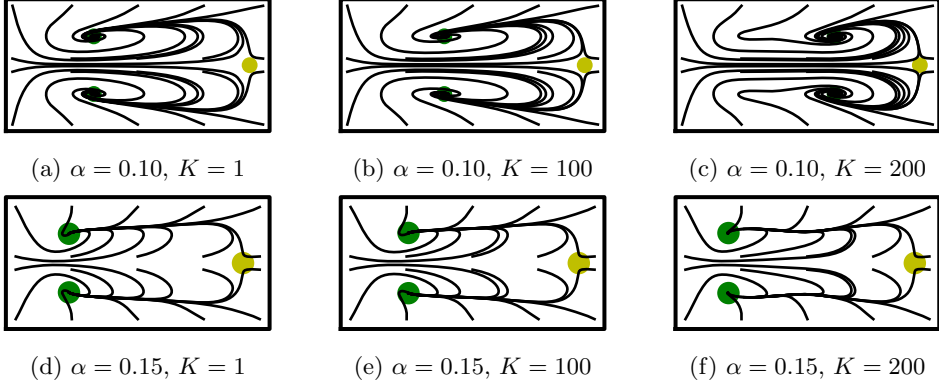 (a) α = 0.10, K = 1
(b) α = 0.10, K = 100
(c) α = 0.10, K = 200
(d) α = 0.15, K = 1
(e) α = 0.15, K = 100
(f) α = 0.15, K = 200